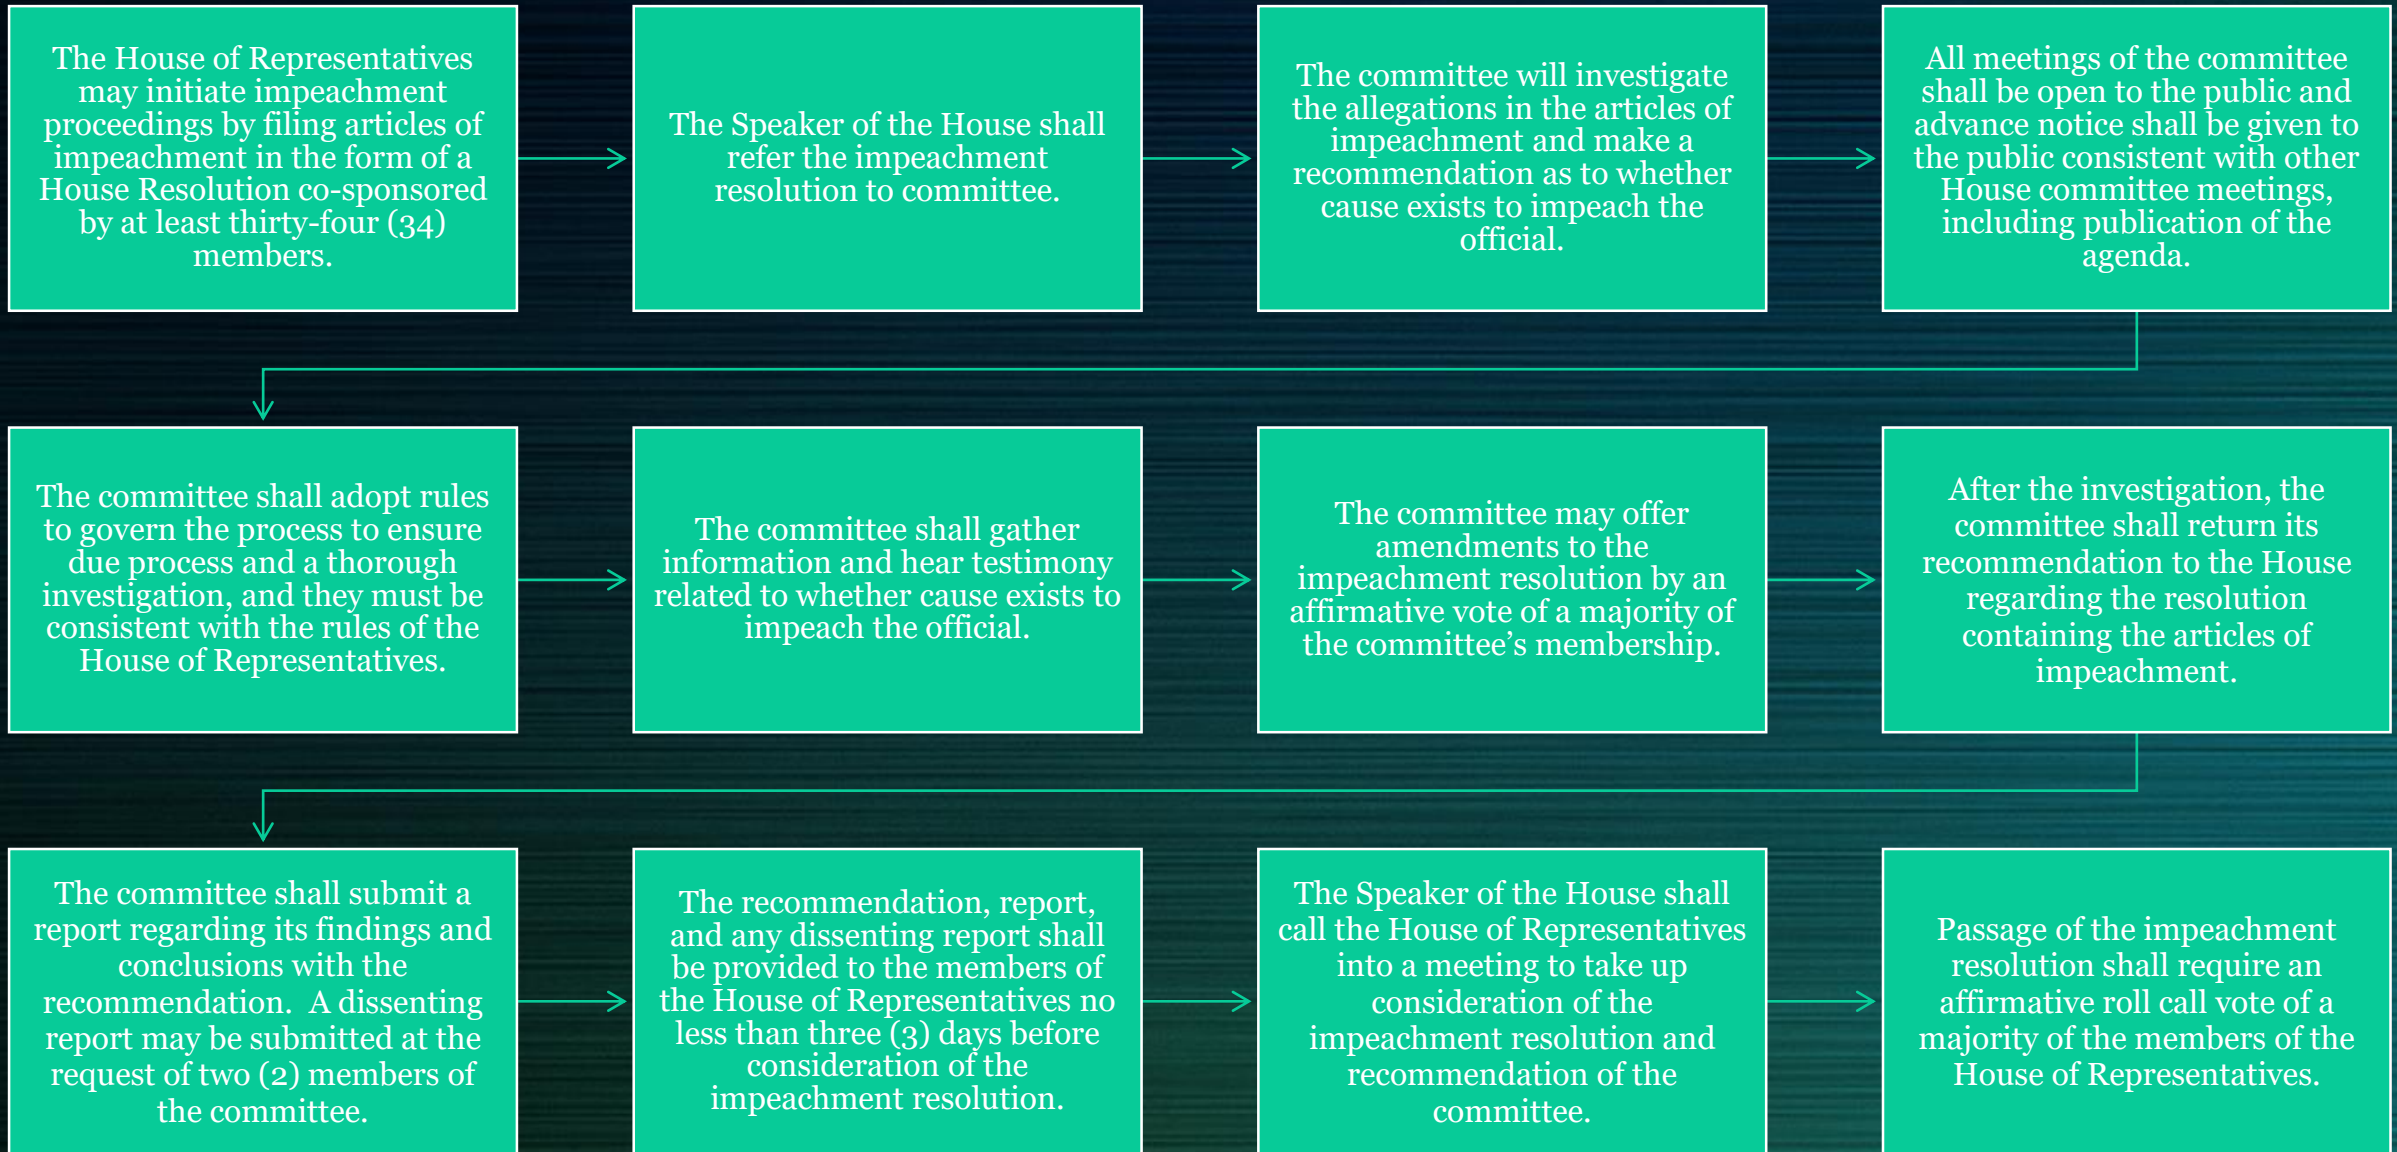 The House of Representatives
may initiate impeachment
proceedings by filing articles of
impeachment in the form of a
House Resolution co-sponsored
by at least thirty-four (34)
members.
The Speaker of the House shall
refer the impeachment
resolution to committee.
The committee will investigate
the allegations in the articles of
impeachment and make a
recommendation as to whether
cause exists to impeach the
official.
All meetings of the committee
shall be open to the public and
advance notice shall be given to
the public consistent with other
House committee meetings,
including publication of the
agenda.
The committee shall adopt rules
to govern the process to ensure
due process and a thorough
investigation, and they must be
consistent with the rules of the
House of Representatives.
The committee shall gather
information and hear testimony
related to whether cause exists to
impeach the official.
The committee may offer
amendments to the
impeachment resolution by an
affirmative vote of a majority of
the committee’s membership.
After the investigation, the
committee shall return its
recommendation to the House
regarding the resolution
containing the articles of
impeachment.
The committee shall submit a
report regarding its findings and
conclusions with the
recommendation.  A dissenting
report may be submitted at the
request of two (2) members of
the committee.
The recommendation, report,
and any dissenting report shall
be provided to the members of
the House of Representatives no
less than three (3) days before
consideration of the
impeachment resolution.
The Speaker of the House shall
call the House of Representatives
into a meeting to take up
consideration of the
impeachment resolution and
recommendation of the
committee.
Passage of the impeachment
resolution shall require an
affirmative roll call vote of a
majority of the members of the
House of Representatives.